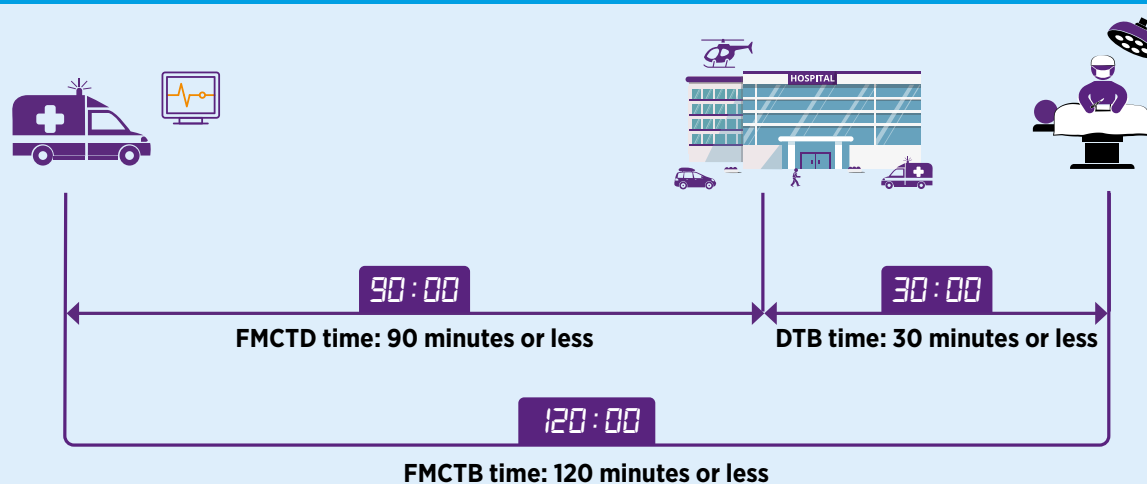 HOSPITAL
90:00
30:00
FMCTD time: 90 minutes or less
DTB time: 30 minutes or less
120:00
FMCTB time: 120 minutes or less